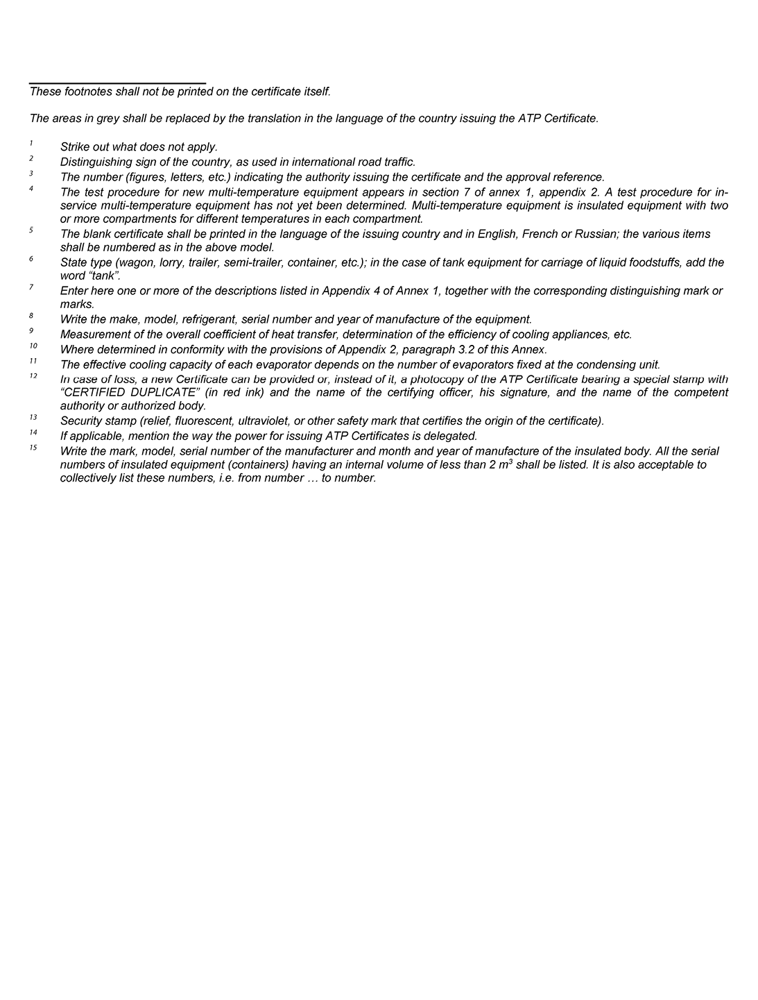 These footnotes shall not be printed on the certificate itself.
The areas in grey shall be replaced by the translation in the language of the country issuing the ATP Certificate.
1 Strike out what does not apply.
2 Distinguishing sign of the country, as used in international road traffic.
3 The number (figures, letters, etc.) indicating the authority issuing the certificate and the approval reference.
4 The test procedure for new multi-temperature equipment appears in section 7 of annex 1, appendix 2. A test procedure for in-
service multi-temperature equipment has not yet been determined. Multi-temperature equipment is insulated equipment with two
or more compartments for different temperatures in each compartment.
5 The blank certificate shall be printed in the language of the issuing country and in English, French or Russian; the various items
shall be numbered as in the above model.
6 State type (wagon, lorry, trailer, semi-trailer, container, etc.); in the case of tank equipment for carriage of liquid foodstuffs, add the
word “tank”.
7 Enter here one or more of the descriptions listed in Appendix 4 of Annex 1, together with the corresponding distinguishing mark or
marks.
8 Write the make, model, refrigerant, serial number and year of manufacture of the equipment.
9 Measurement of the overall coefficient of heat transfer, determination of the efficiency of cooling appliances, etc.
10 Where determined in conformity with the provisions of Appendix 2, paragraph 3.2 of this Annex.
11 The effective cooling capacity of each evaporator depends on the number of evaporators fixed at the condensing unit.
12 In case of loss, a new Certificate can be provided or, instead of it, a photocopy of the ATP Certificate bearing a special stamp with
“CERTIFIED DUPLICATE” (in red ink) and the name of the certifying officer, his signature, and the name of the competent
authority or authorized body.
13 Security stamp (relief, fluorescent, ultraviolet, or other safety mark that certifies the origin of the certificate).
14 If applicable, mention the way the power for issuing ATP Certificates is delegated.
15 Write the mark, model, serial number of the manufacturer and month and year of manufacture of the insulated body. All the serial
numbers of insulated equipment (containers) having an internal volume of less than 2 m³ shall be listed. It is also acceptable to
collectively list these numbers, i.e. from number … to number.